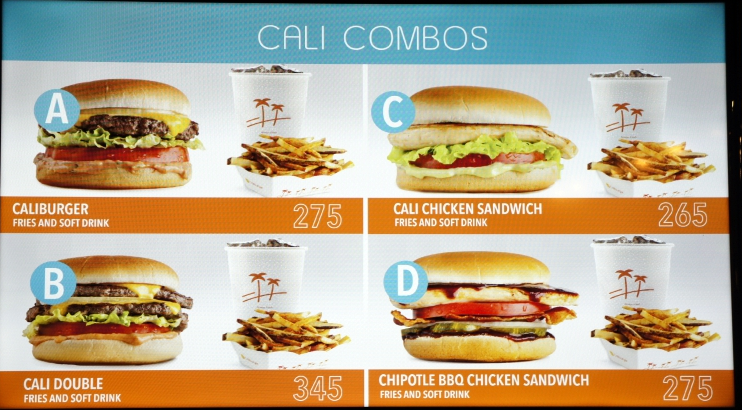 CALI COMBOS
A
CALIBURGER
FRIES AND SOFT DRINK
275
C
CALI CHICKEN SANDWICH
FRIES AND SOFT DRINK
265
B
CALI DOUBLE
FRIES AND SOFT DRINK
345
D
CHIPOTLE BBQ CHICKEN SANDWICH
FRIES AND SOFT DRINK
275